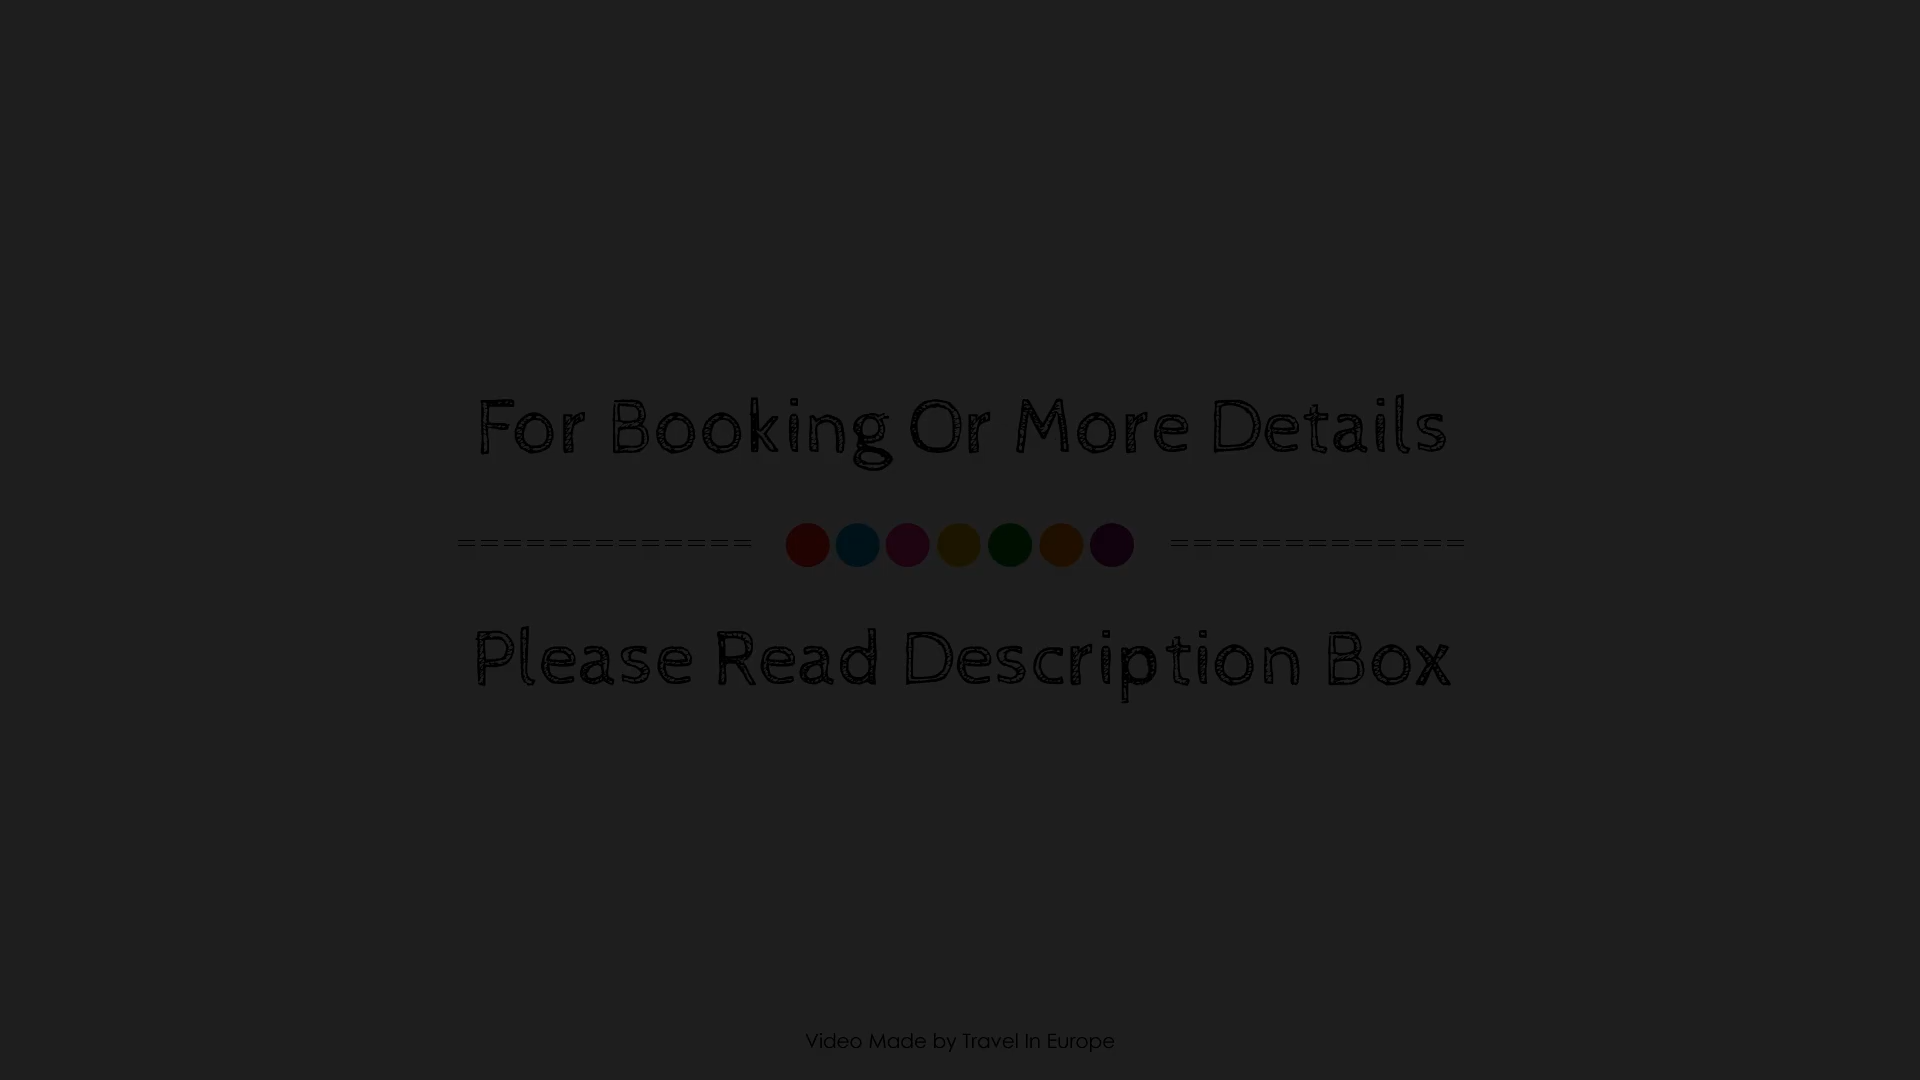 For Booking Or More Details
============= =============
Please Read Description Box
Video Made by Travel In Europe